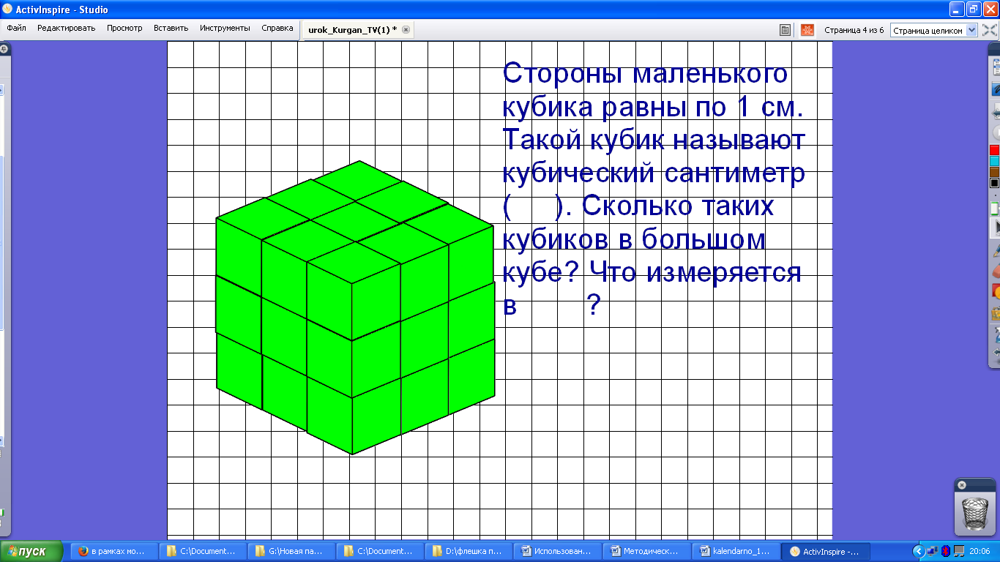 ActivInspire - Studio
Файл Редактировать Просмотр Вставить Инструменты Справка
urok_Kurgan_TV(1) *
Страница 4 из 6
Страница целиком
Стороны маленького
кубика равны по 1 см.
Такой кубик называют
кубический сантиметр
( ). Сколько таких
кубиков в большом
кубе? Что измеряется
в ?
пуск
в рамках мо...
C:\Document...
G:\Новая па...
C:\Document...
D:\флешка п...
Использован...
Методическ...
kalendarno_1...
ActivInspire -...
20:06